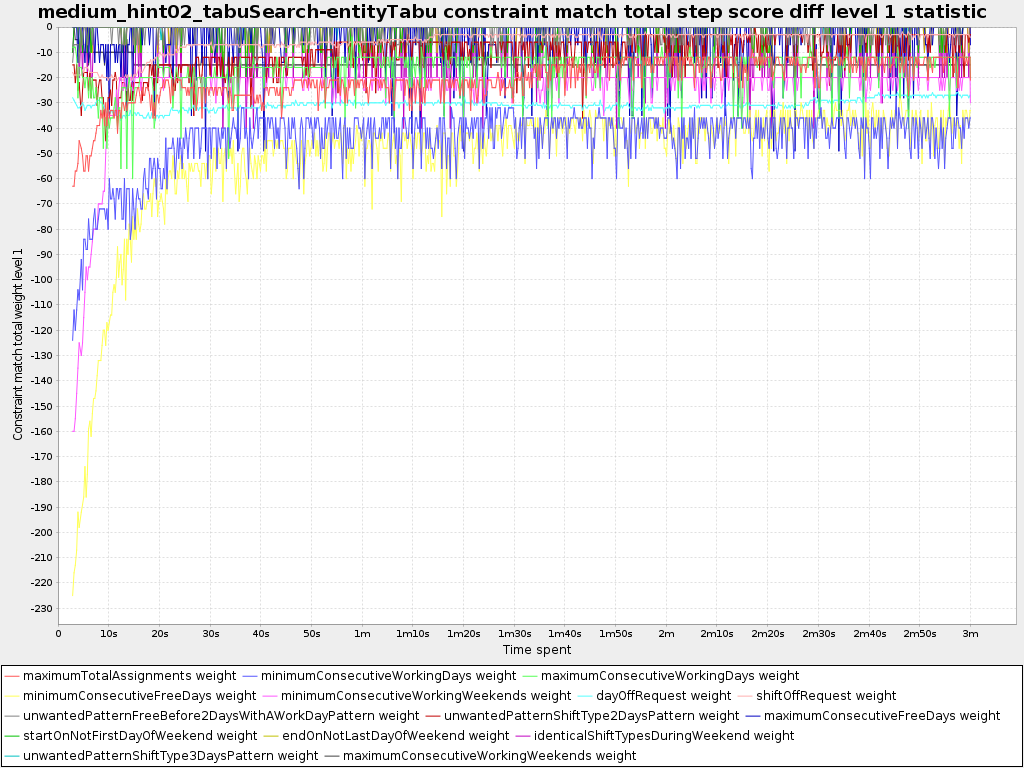 medium_hint02_tabuSearch-entityTabu constraint match total step score diff level 1 statistic
Constraint match total weight level 1
0
-10
-20
-30
-40
-50
-60
-70
-80
-90
-100
-110
-120
-130
-140
-150
-160
-170
-180
-190
-200
-210
-220
-230
0 10s 20s 30s 40s 50s 1m 1m10s 1m20s 1m30s 1m40s 1m50s 2m 2m10s 2m20s 2m30s 2m40s 2m50s 3m
Time spent
maximumTotalAssignments weight minimumConsecutiveWorkingDays weight maximumConsecutiveWorkingDays weight
minimumConsecutiveFreeDays weight minimumConsecutiveWorkingWeekends weight dayOffRequest weight shiftOffRequest weight
unwantedPatternFreeBefore2DaysWithAWorkDayPattern weight unwantedPatternShiftType2DaysPattern weight maximumConsecutiveFreeDays weight
startOnNotFirstDayOfWeekend weight endOnNotLastDayOfWeekend weight identicalShiftTypesDuringWeekend weight
unwantedPatternShiftType3DaysPattern weight maximumConsecutiveWorkingWeekends weight